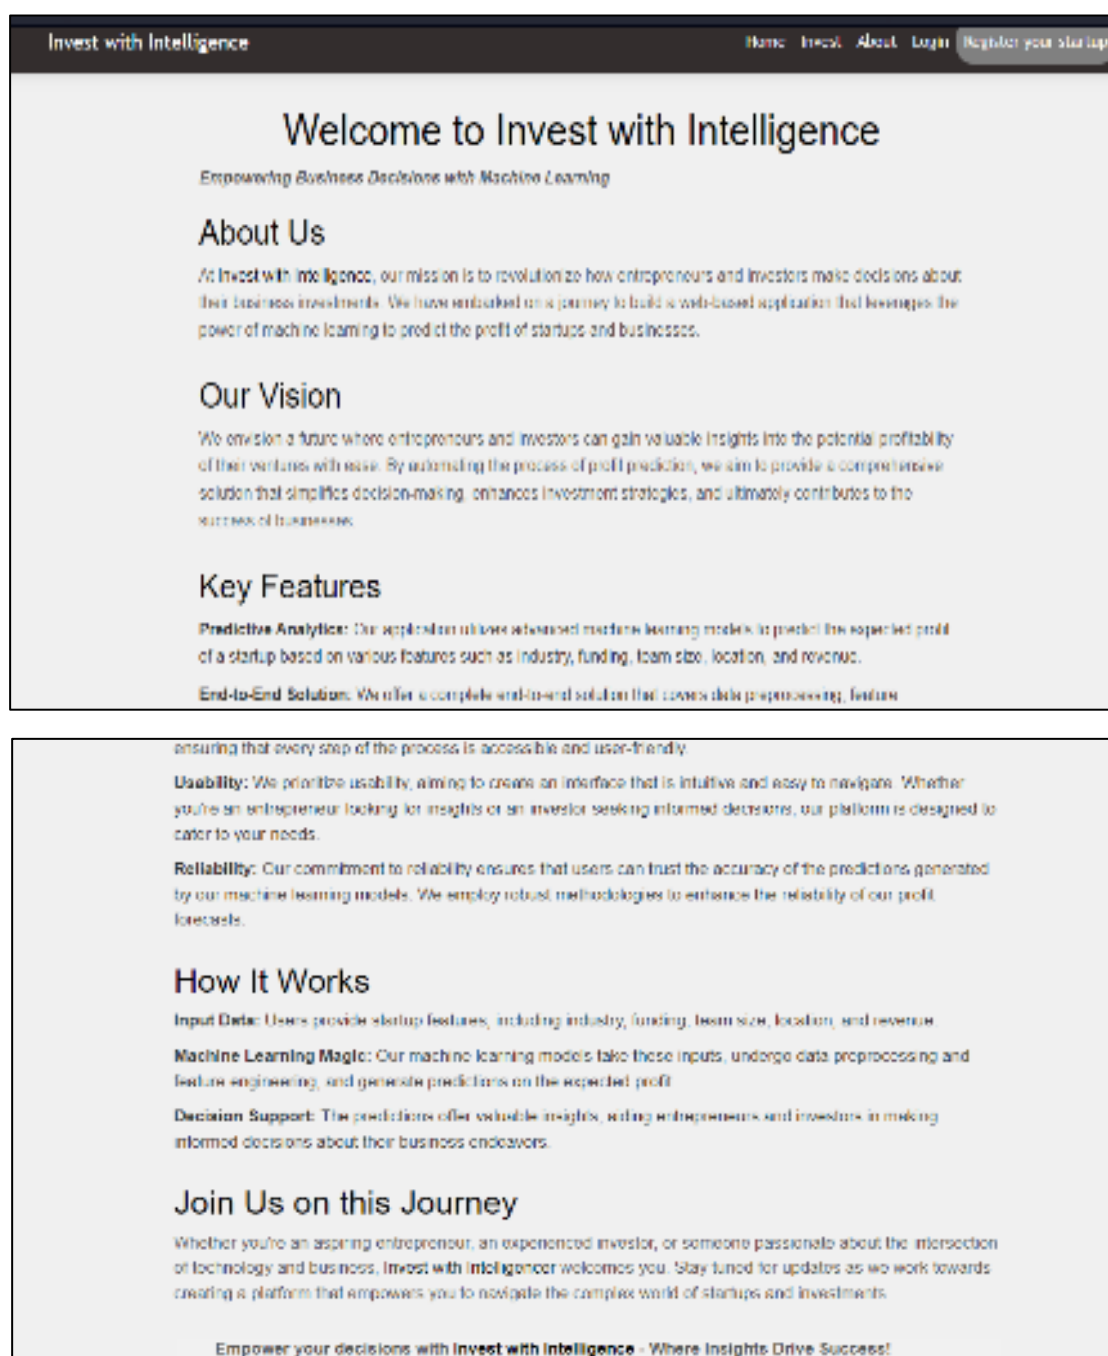 Invest with Intelligence
Home Invest About Login Register your startup
Welcome to Invest with Intelligence
Empowering Business Decisions with Machine Learning
About Us
At Invest with Intelligence, our mission is to revolutionize how entrepreneurs and investors make decisions about
their business investments. We have embarked on a journey to build a web-based application that leverages the
power of machine learning to predict the profit of startups and businesses.
Our Vision
We envision a future where entrepreneurs and investors can gain valuable insights into the potential profitability
of their ventures with ease. By automating the process of profit prediction, we aim to provide a comprehensive
solution that simplifies decision-making, enhances investment strategies, and ultimately contributes to the
success of businesses.
Key Features
Predictive Analytics: Our application utilizes advanced machine learning models to predict the expected profit
of a startup based on various features such as industry, funding, team size, location, and revenue.
End-to-End Solution: We offer a complete end-to-end solution that covers data preprocessing, feature
ensuring that every step of the process is accessible and user-friendly.
Usability: We prioritize usability, aiming to create an interface that is intuitive and easy to navigate. Whether
you're an entrepreneur looking for insights or an investor seeking informed decisions, our platform is designed to
cater to your needs.
Reliability: Our commitment to reliability ensures that users can trust the accuracy of the predictions generated
by our machine learning models. We employ robust methodologies to enhance the reliability of our profit
forecasts.
How It Works
Input Data: Users provide startup features, including industry, funding, team size, location, and revenue.
Machine Learning Magic: Our machine learning models take these inputs, undergo data preprocessing and
feature engineering, and generate predictions on the expected profit.
Decision Support: The predictions offer valuable insights, aiding entrepreneurs and investors in making
informed decisions about their business endeavors.
Join Us on this Journey
Whether you're an aspiring entrepreneur, an experienced investor, or someone passionate about the intersection
of technology and business, Invest with Intelligencer welcomes you. Stay tuned for updates as we work towards
creating a platform that empowers you to navigate the complex world of startups and investments.
Empower your decisions with Invest with Intelligence - Where Insights Drive Success!